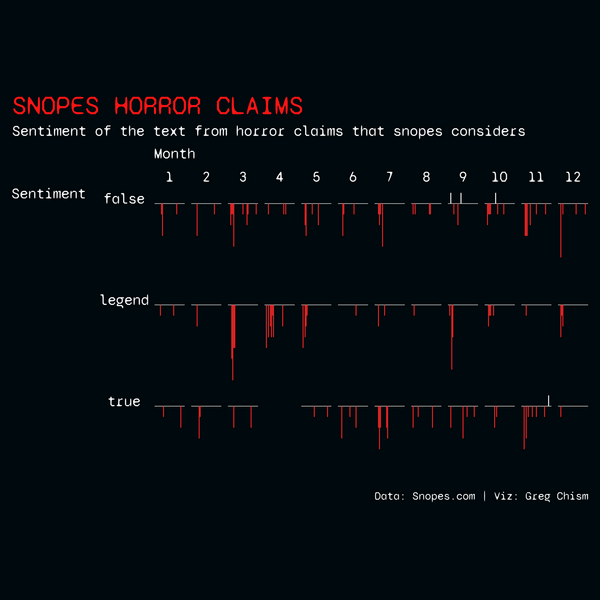 SNOPES HORROR CLAIMS
Sentiment of the text from horror claims that snopes considers
Month
1 2 3 4 5 6 7 8 9 10 11 12
Sentiment
false
legend
true
Data: Snopes.com | Viz: Greg Chism